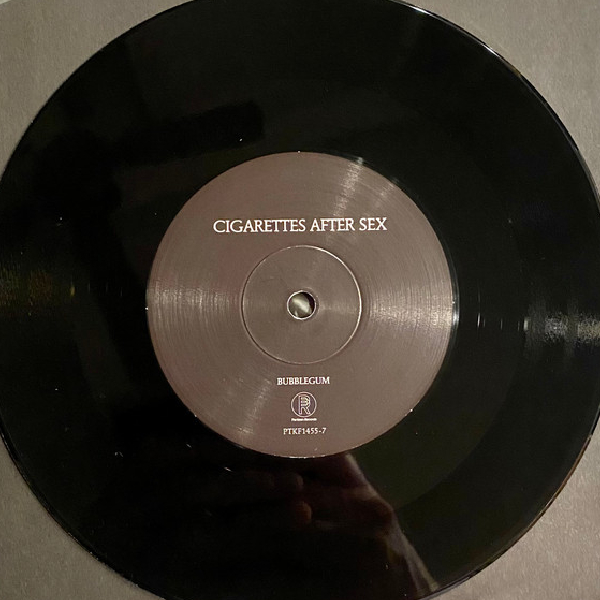 CIGARETTES AFTER SEX
BUBBLEGUM
PTKF1455-7